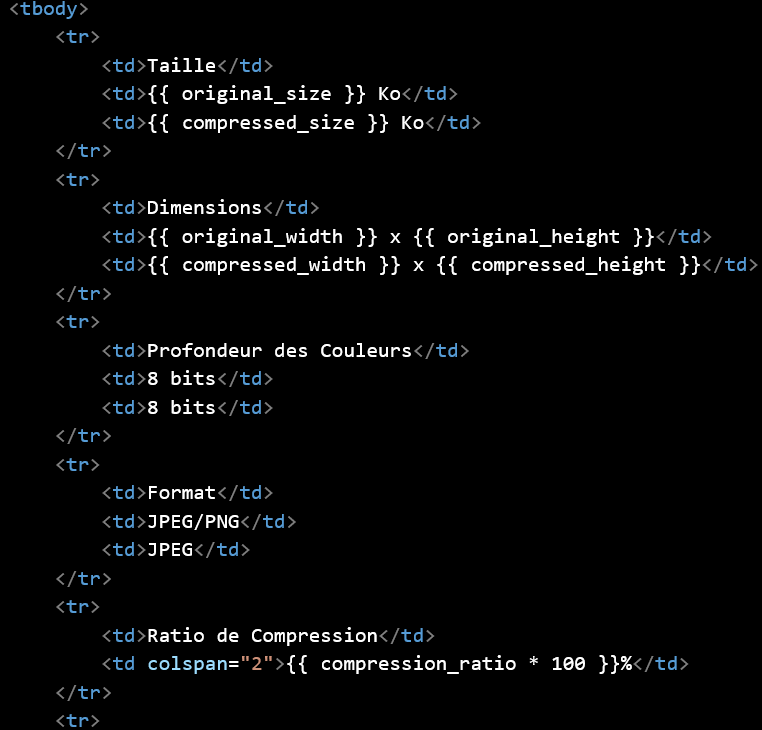 <tbody>
    <tr>
        <td>Taille</td>
        <td>{{ original_size }} Ko</td>
        <td>{{ compressed_size }} Ko</td>
    </tr>
    <tr>
        <td>Dimensions</td>
        <td>{{ original_width }} x {{ original_height }}</td>
        <td>{{ compressed_width }} x {{ compressed_height }}</td>
    </tr>
    <tr>
        <td>Profondeur des Couleurs</td>
        <td>8 bits</td>
        <td>8 bits</td>
    </tr>
    <tr>
        <td>Format</td>
        <td>JPEG/PNG</td>
        <td>JPEG</td>
    </tr>
    <tr>
        <td>Ratio de Compression</td>
        <td colspan="2">{{ compression_ratio * 100 }}%</td>
    </tr>
    <tr>